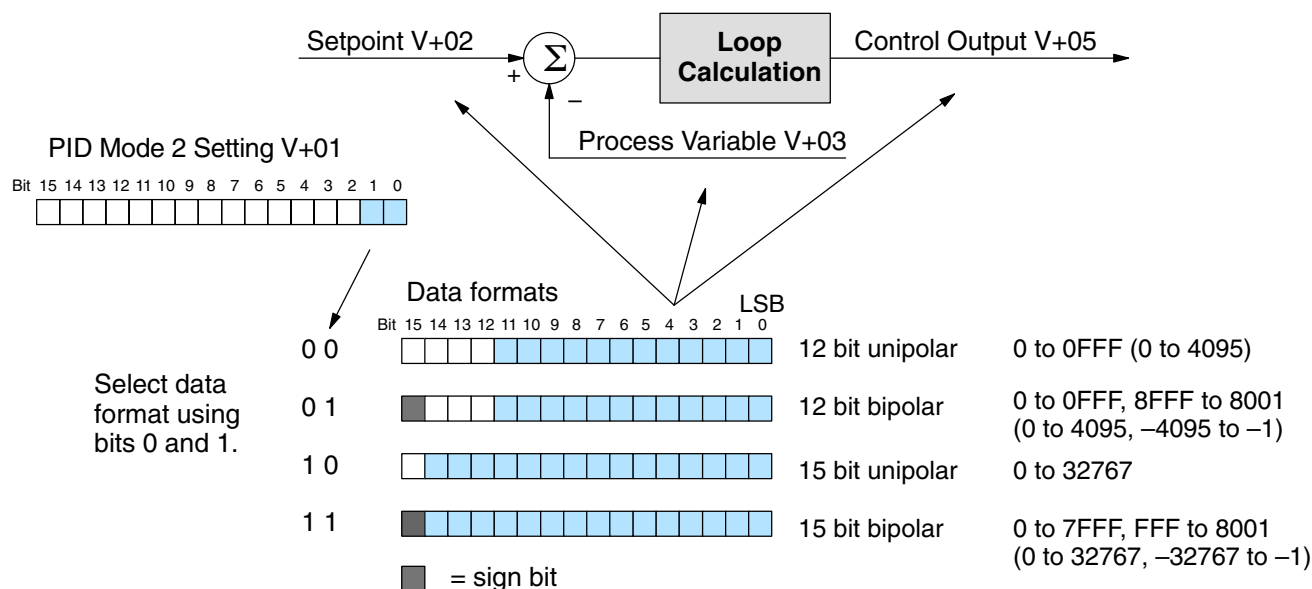 Setpoint V+02
+
Σ
−
Loop
Calculation
Control Output V+05
Process Variable V+03
PID Mode 2 Setting V+01
Bit 15 14 13 12 11 10 9 8 7 6 5 4 3 2 1 0
Data formats
LSB
Bit 15 14 13 12 11 10 9 8 7 6 5 4 3 2 1 0
Select data
format using
bits 0 and 1.
0 0
12 bit unipolar
0 to 0FFF (0 to 4095)
0 1
12 bit bipolar
0 to 0FFF, 8FFF to 8001
(0 to 4095, –4095 to –1)
1 0
15 bit unipolar
0 to 32767
1 1
15 bit bipolar
0 to 7FFF, FFF to 8001
(0 to 32767, –32767 to –1)
= sign bit